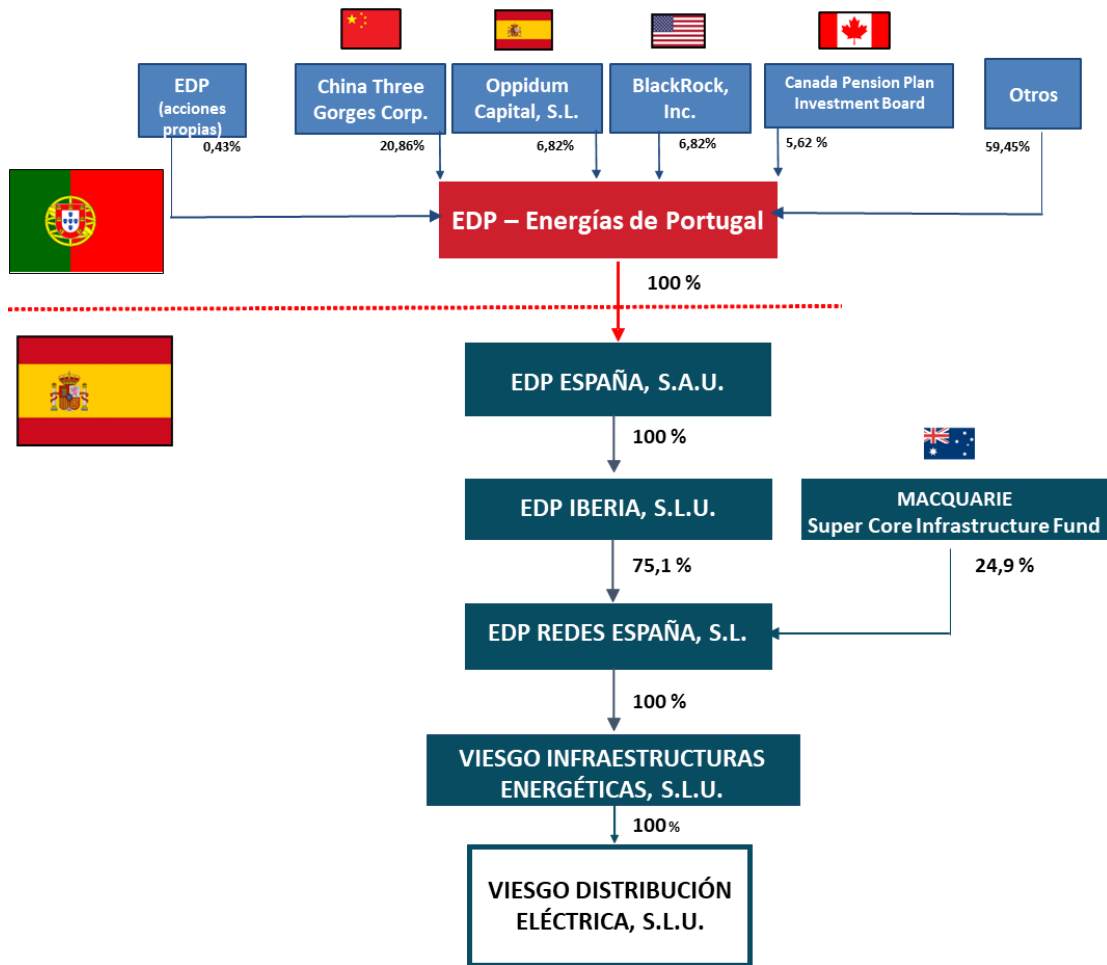 EDP
(acciones
propias)
China Three
Gorges Corp.
Oppidum
Capital, S.L.
BlackRock,
Inc.
Canada Pension Plan
Investment Board
Otros
0,43%
20,86%
6,82%
6,82%
5,62 %
59,45%
EDP – Energías de Portugal
100 %
EDP ESPAÑA, S.A.U.
100 %
EDP IBERIA, S.L.U.
MACQUARIE
Super Core Infrastructure Fund
75,1 %
24,9 %
EDP REDES ESPAÑA, S.L.
100 %
VIESGO INFRAESTRUCTURAS
ENERGÉTICAS, S.L.U.
100 %
VIESGO DISTRIBUCIÓN
ELÉCTRICA, S.L.U.